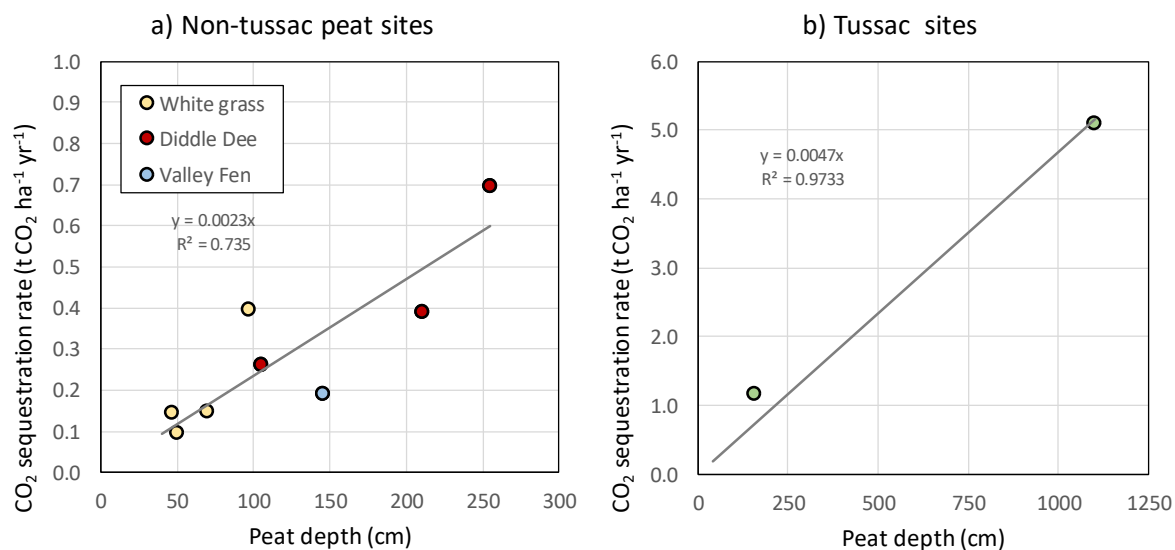 a) Non-tussac peat sites
CO₂ sequestration rate (t CO₂ ha⁻¹ yr⁻¹)
1.0
0.9
0.8
0.7
0.6
0.5
0.4
0.3
0.2
0.1
0.0
White grass
Diddle Dee
Valley Fen
y = 0.0023x
R² = 0.735
0 50 100 150 200 250 300
Peat depth (cm)
b) Tussac sites
CO₂ sequestration rate (t CO₂ ha⁻¹ yr⁻¹)
6.0
5.0
4.0
3.0
2.0
1.0
0.0
y = 0.0047x
R² = 0.9733
0 250 500 750 1000 1250
Peat depth (cm)